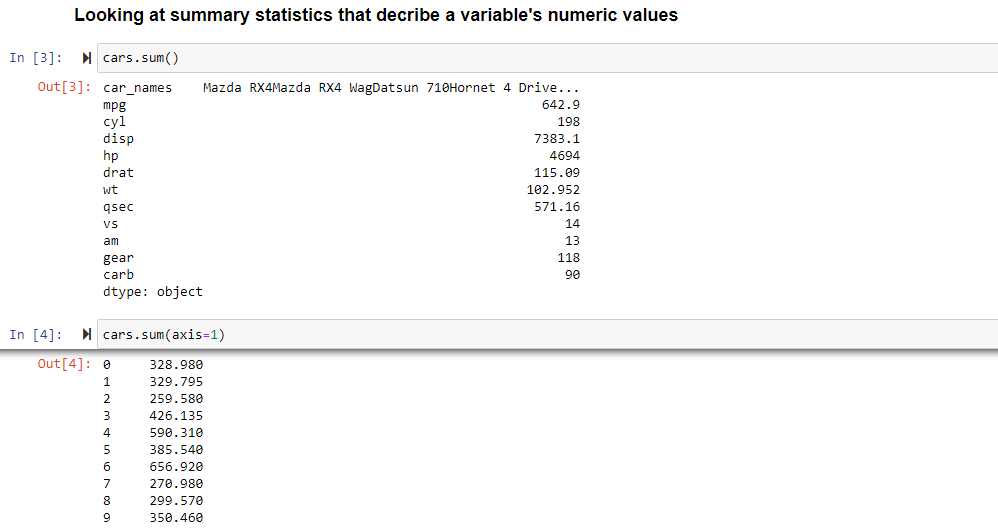 Looking at summary statistics that decribe a variable's numeric values
In [3]: cars.sum()
Out[3]: car_names    Mazda RX4Mazda RX4 WagDatsun 710Hornet 4 Drive...
mpg    642.9
cyl    198
disp    7383.1
hp    4694
drat    115.09
wt    102.952
qsec    571.16
vs    14
am    13
gear    118
carb    90
dtype: object
In [4]: cars.sum(axis=1)
Out[4]: 0    328.980
1    329.795
2    259.580
3    426.135
4    590.310
5    385.540
6    656.920
7    270.980
8    299.570
9    350.460